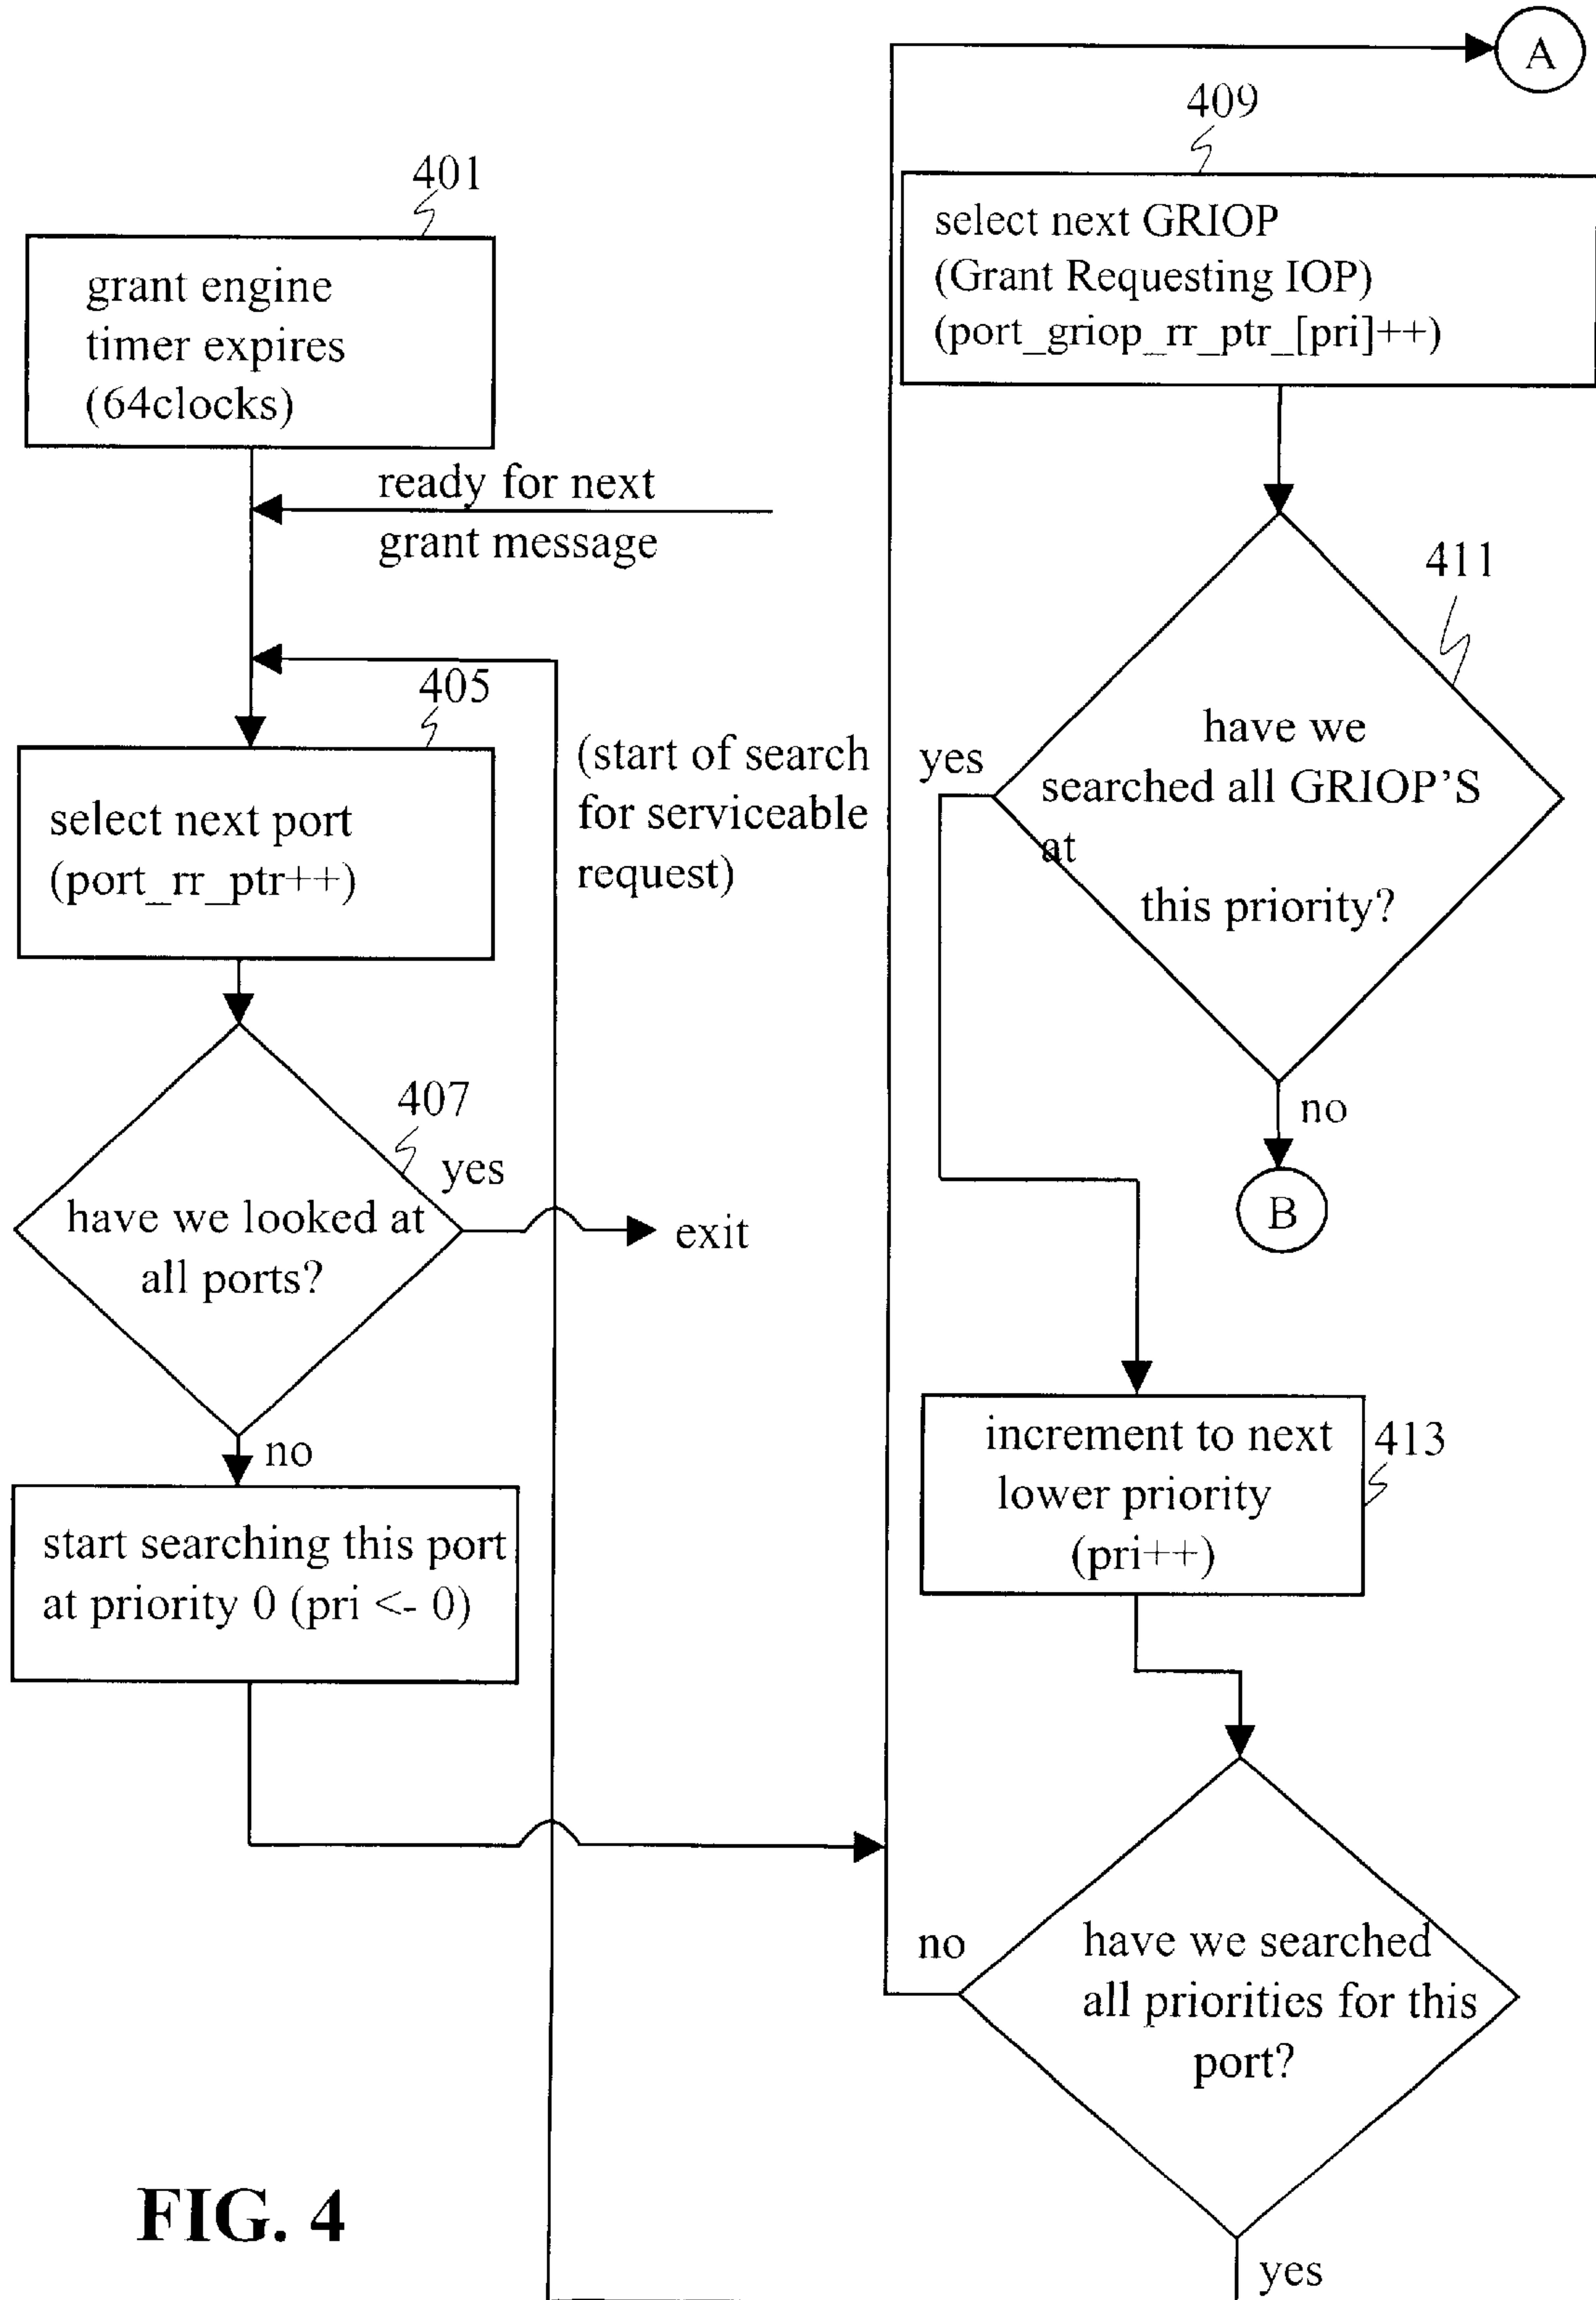 401
grant engine
timer expires
(64clocks)
ready for next
grant message
405
select next port
(port_rr_ptr++)
(start of search
for serviceable
request)
407
yes
have we looked at
all ports?
exit
no
start searching this port
at priority 0 (pri <- 0)
A
409
select next GRIOP
(Grant Requesting IOP)
(port_griop_rr_ptr_[pri]++)
411
yes
have we
searched all GRIOP'S
at
this priority?
no
B
increment to next
lower priority
(pri++)
413
no
have we searched
all priorities for this
port?
yes
FIG. 4